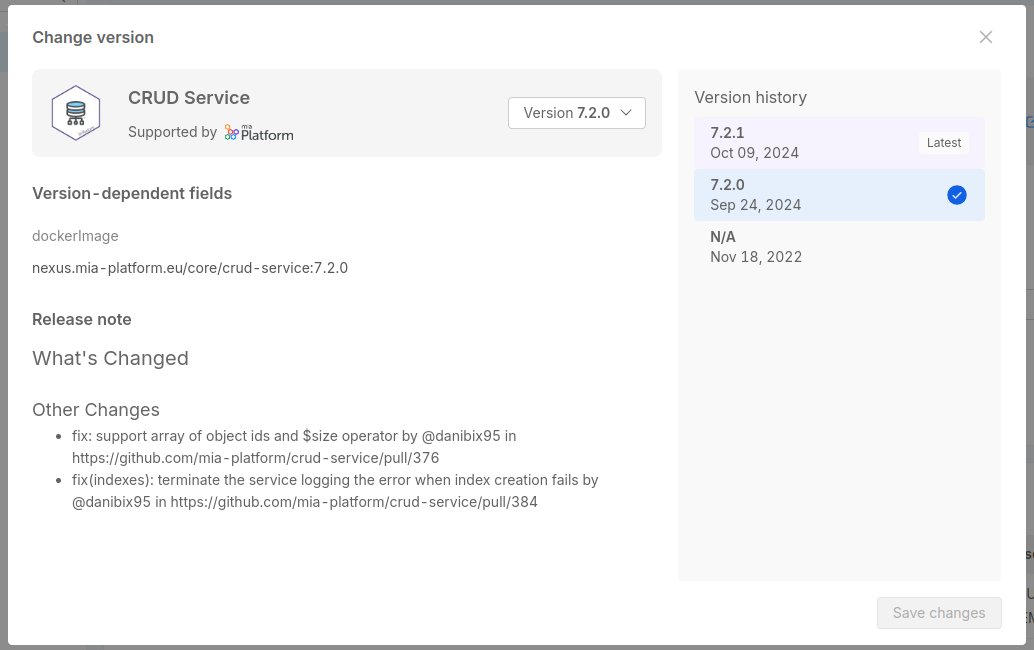 Change version
CRUD Service
Supported by mia Platform
Version 7.2.0
Version-dependent fields
dockerImage
nexus.mia-platform.eu/core/crud-service:7.2.0
Release note
What's Changed
Other Changes
• fix: support array of object ids and $size operator by @danibix95 in
https://github.com/mia-platform/crud-service/pull/376
• fix(indexes): terminate the service logging the error when index creation fails by
@danibix95 in https://github.com/mia-platform/crud-service/pull/384
Version history
7.2.1
Oct 09, 2024
Latest
7.2.0
Sep 24, 2024
N/A
Nov 18, 2022
Save changes